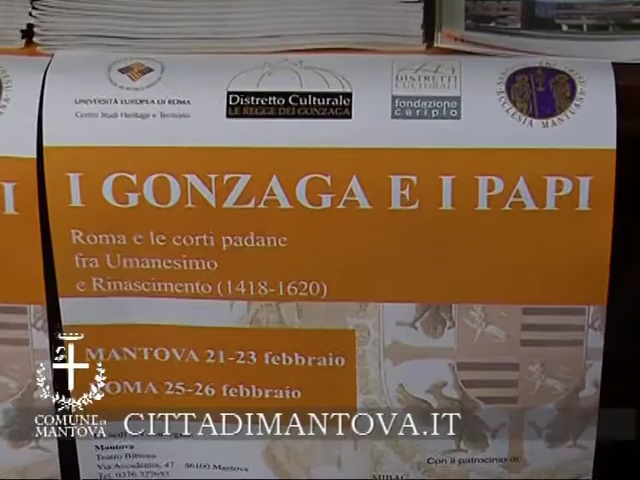 UNIVERSITÀ EUROPEA DI ROMA
Centro Studi Heritage e Territorio
Distretto Culturale
LE REGGE DEI GONZAGA
DISTRETTI
CULTURALI
fondazione
cariplo
ECCLESIA MANTUANA
I GONZAGA E I PAPI
Roma e le corti padane
fra Umanesimo
e Rinascimento (1418-1620)
MANTOVA 21-23 febbraio
ROMA 25-26 febbraio
COMUNE DI
MANTOVA
CITTADIMANTOVA.IT
Mantova
Teatro Bibiena
Via Accademia, 47 46100 Mantova
Con il patrocinio di: